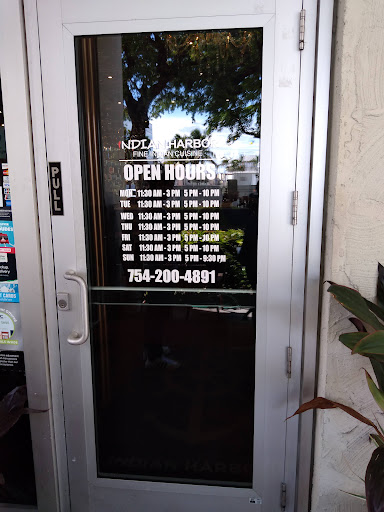 INDIAN HARBOR
FINE INDIAN CUISINE
OPEN HOURS
MON 11:30 AM - 3 PM 5 PM - 10 PM
TUE 11:30 AM - 3 PM 5 PM - 10 PM
WED 11:30 AM - 3 PM 5 PM - 10 PM
THU 11:30 AM - 3 PM 5 PM - 10 PM
FRI 11:30 AM - 3 PM 5 PM - 10 PM
SAT 11:30 AM - 3 PM 5 PM - 10 PM
SUN 11:30 AM - 3 PM 5 PM - 9:30 PM
754-200-4891
PULL
INDIAN HARBO